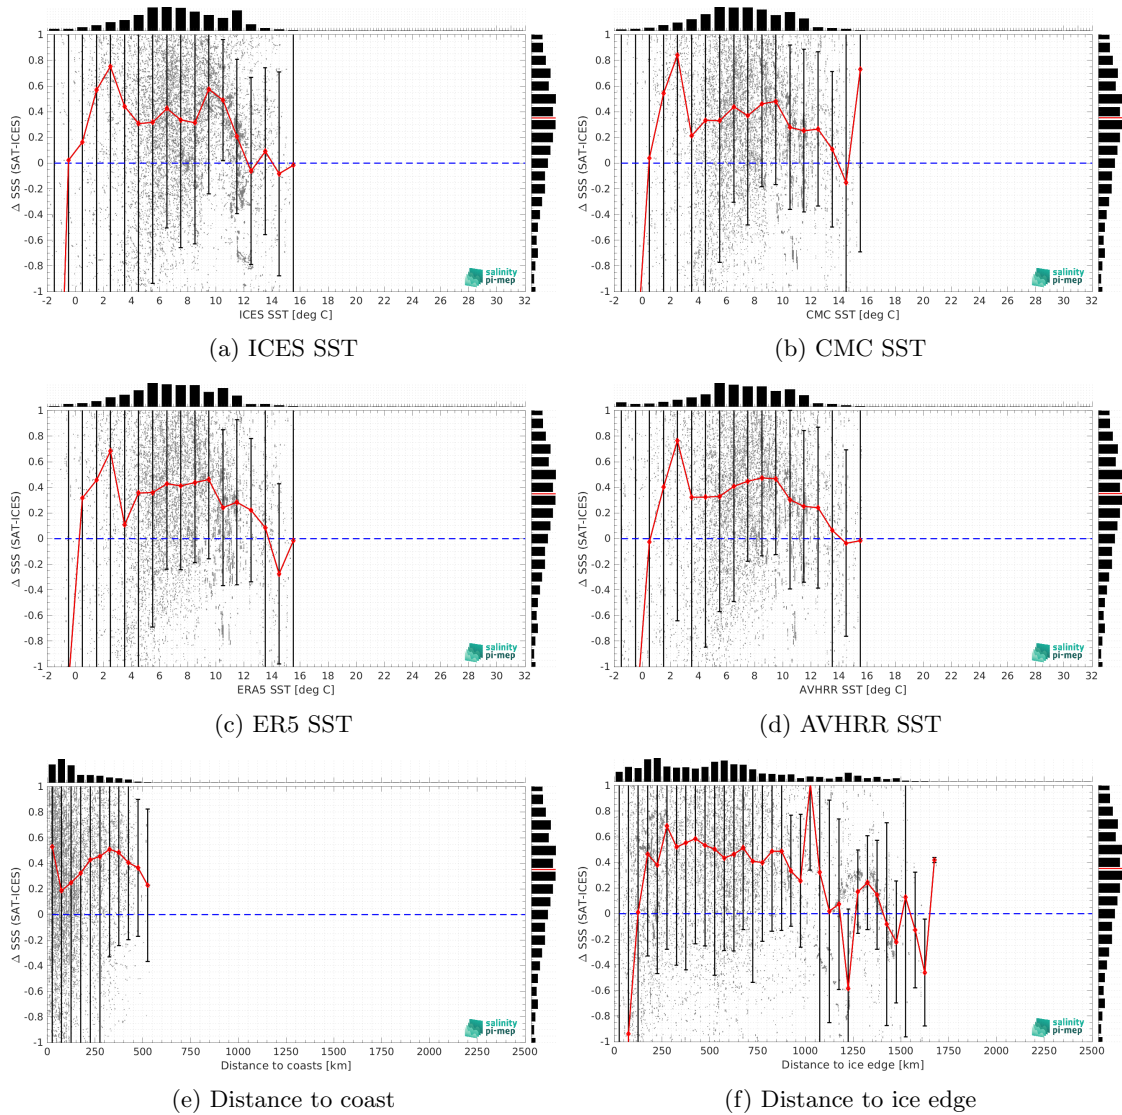 1
0.8
0.6
0.4
0.2
0
-0.2
-0.4
-0.6
-0.8
-1
Δ SSS (SAT-ICES)
-2 0 2 4 6 8 10 12 14 16 18 20 22 24 26 28 30 32
ICES SST [deg C]
salinity
pi-mep
(a) ICES SST
1
0.8
0.6
0.4
0.2
0
-0.2
-0.4
-0.6
-0.8
-1
Δ SSS (SAT-ICES)
-2 0 2 4 6 8 10 12 14 16 18 20 22 24 26 28 30 32
CMC SST [deg C]
salinity
pi-mep
(b) CMC SST
1
0.8
0.6
0.4
0.2
0
-0.2
-0.4
-0.6
-0.8
-1
Δ SSS (SAT-ICES)
-2 0 2 4 6 8 10 12 14 16 18 20 22 24 26 28 30 32
ERA5 SST [deg C]
salinity
pi-mep
(c) ER5 SST
1
0.8
0.6
0.4
0.2
0
-0.2
-0.4
-0.6
-0.8
-1
Δ SSS (SAT-ICES)
-2 0 2 4 6 8 10 12 14 16 18 20 22 24 26 28 30 32
AVHRR SST [deg C]
salinity
pi-mep
(d) AVHRR SST
1
0.8
0.6
0.4
0.2
0
-0.2
-0.4
-0.6
-0.8
-1
Δ SSS (SAT-ICES)
0 250 500 750 1000 1250 1500 1750 2000 2250 2500
Distance to coasts [km]
salinity
pi-mep
(e) Distance to coast
1
0.8
0.6
0.4
0.2
0
-0.2
-0.4
-0.6
-0.8
-1
Δ SSS (SAT-ICES)
0 250 500 750 1000 1250 1500 1750 2000 2250 2500
Distance to ice edge [km]
salinity
pi-mep
(f) Distance to ice edge